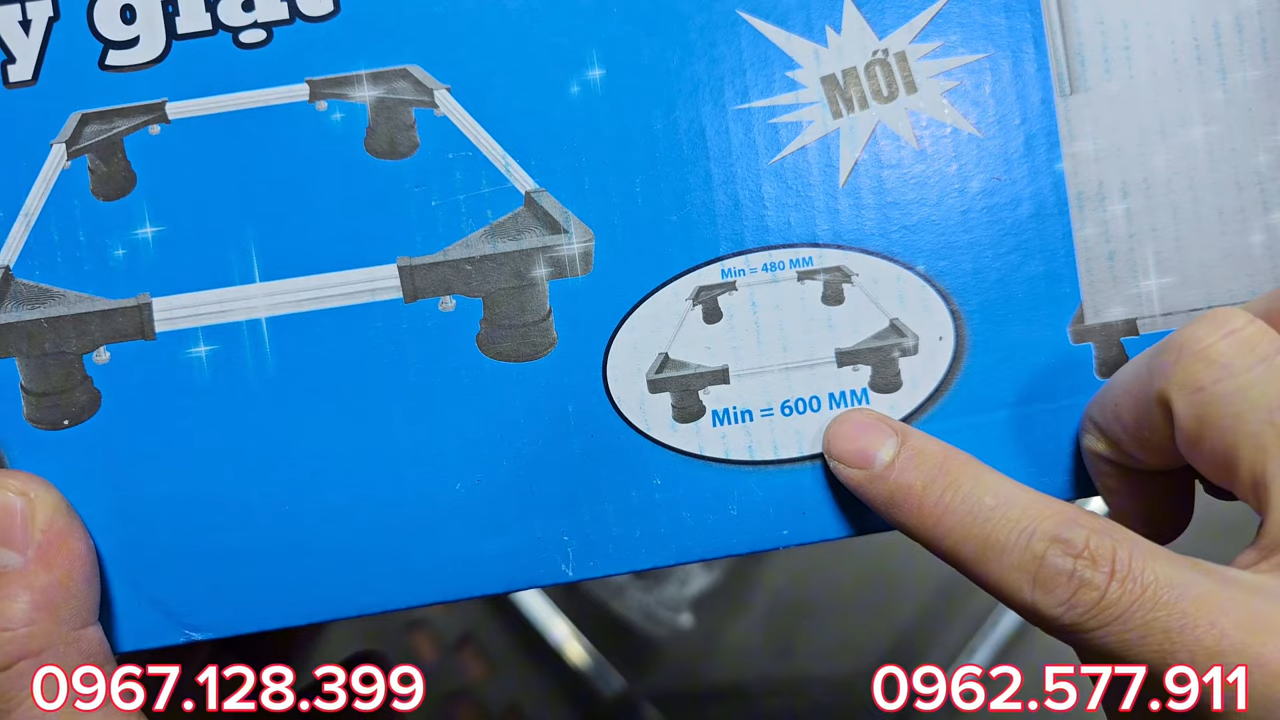 y giặt
MỚI
Min = 480 MM
Min = 600 MM
0967.128.399
0962.577.911